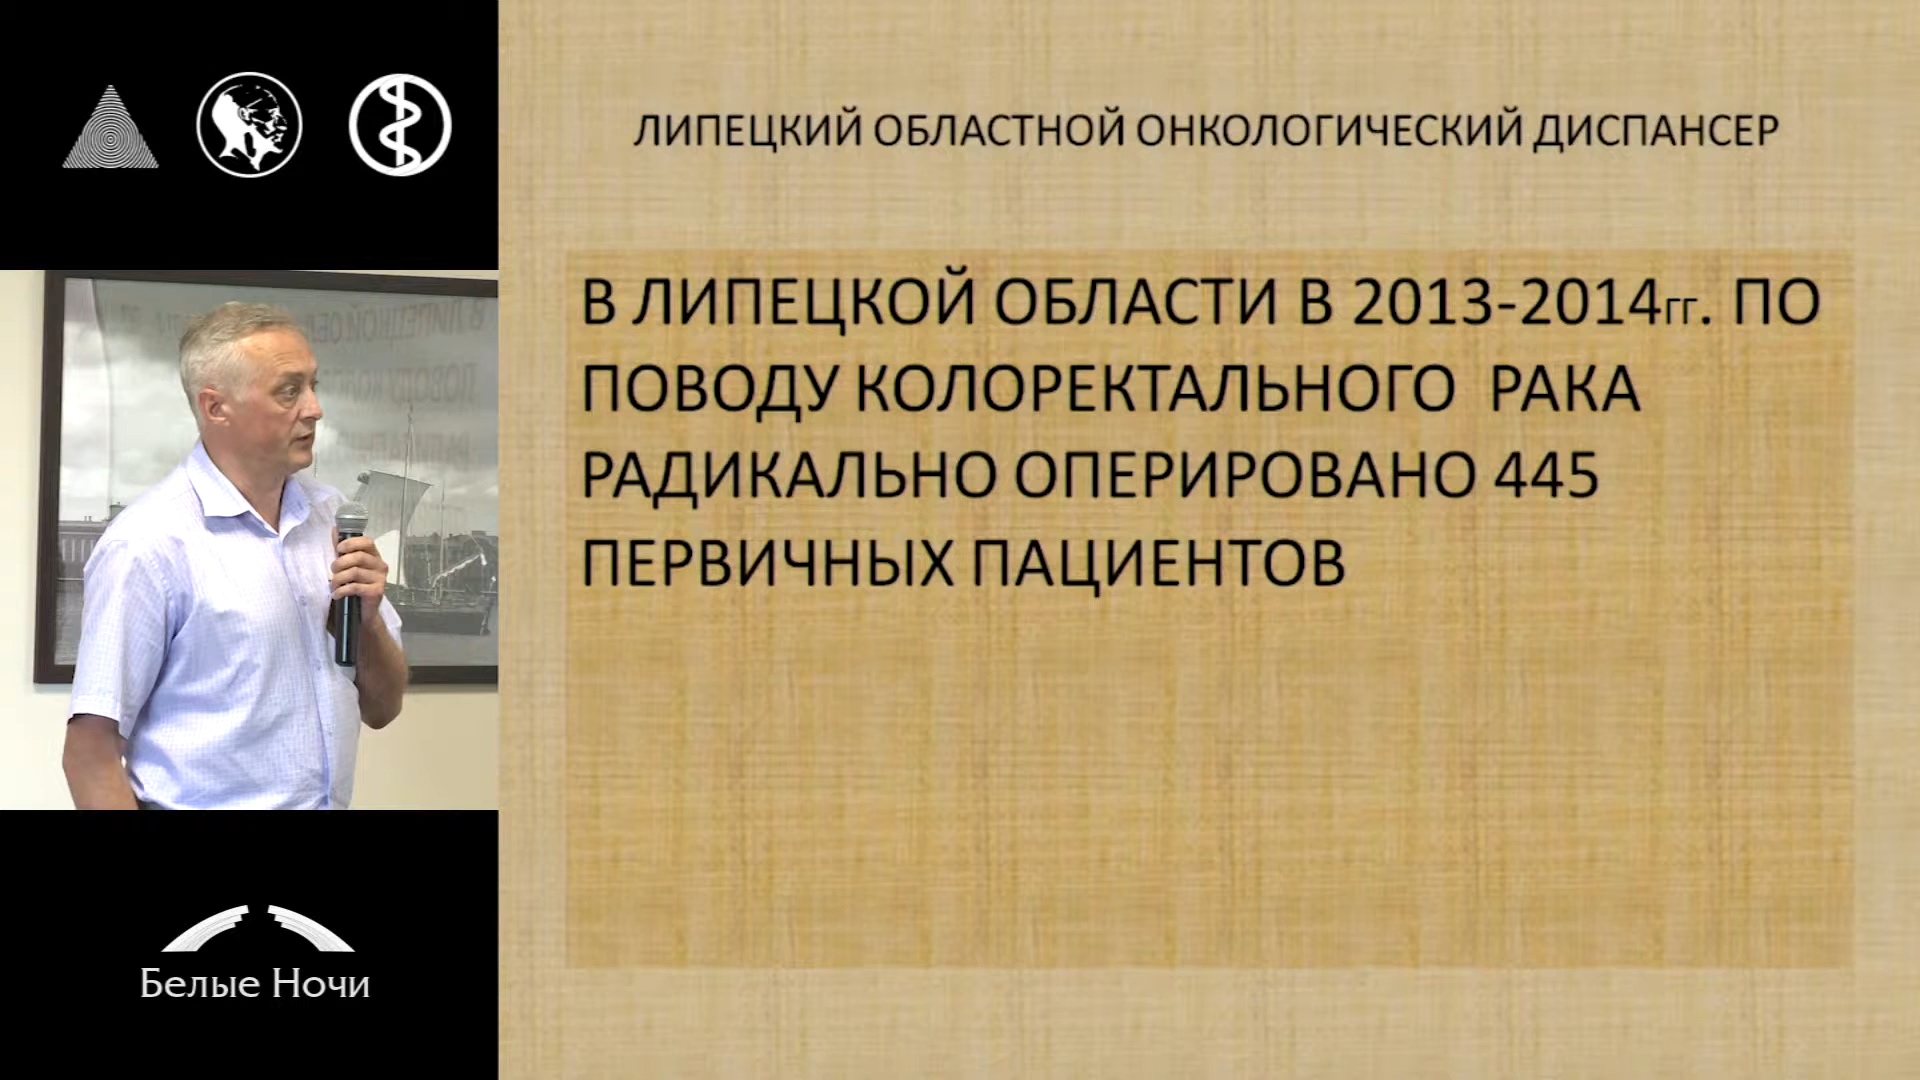 ЛИПЕЦКИЙ ОБЛАСТНОЙ ОНКОЛОГИЧЕСКИЙ ДИСПАНСЕР
В ЛИПЕЦКОЙ ОБЛАСТИ В 2013-2014гг. ПО
ПОВОДУ КОЛОРЕКТАЛЬНОГО РАКА
РАДИКАЛЬНО ОПЕРИРОВАНО 445
ПЕРВИЧНЫХ ПАЦИЕНТОВ
Белые Ночи